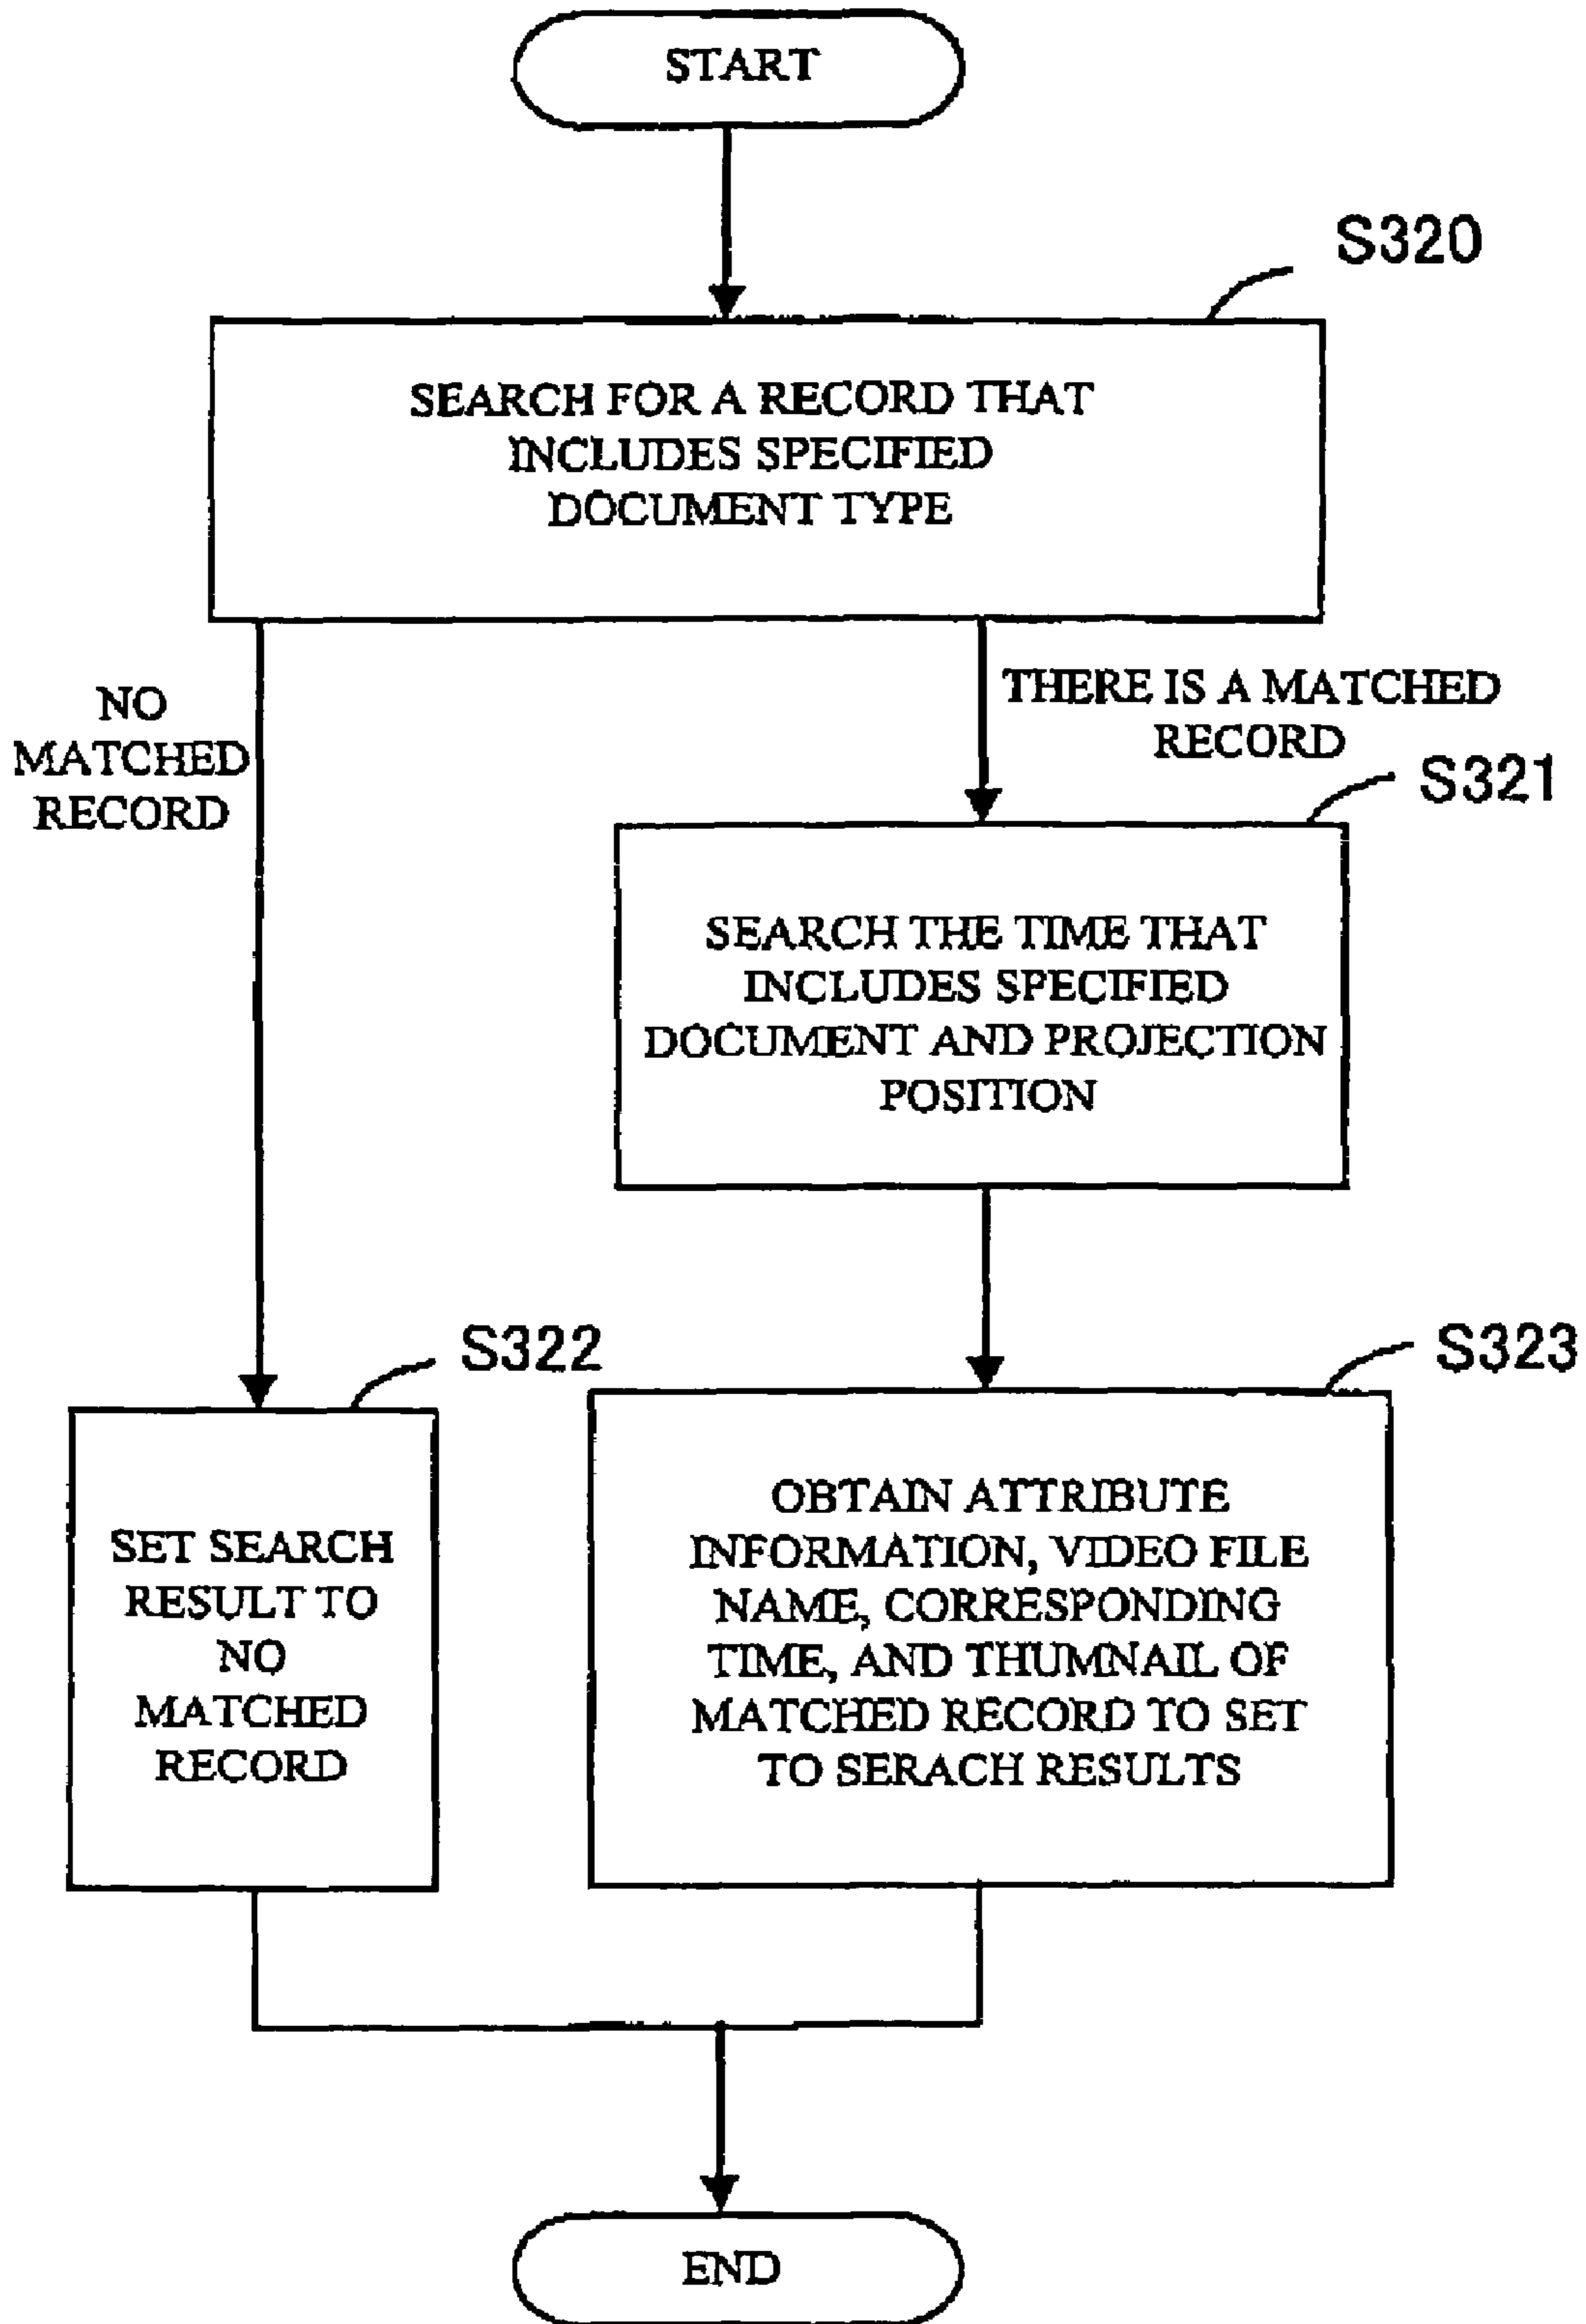 START
S320
SEARCH FOR A RECORD THAT
INCLUDES SPECIFIED
DOCUMENT TYPE
NO
MATCHED
RECORD
THERE IS A MATCHED
RECORD
S321
SEARCH THE TIME THAT
INCLUDES SPECIFIED
DOCUMENT AND PROJECTION
POSITION
S322
SET SEARCH
RESULT TO
NO
MATCHED
RECORD
S323
OBTAIN ATTRIBUTE
INFORMATION, VIDEO FILE
NAME, CORRESPONDING
TIME, AND THUMNAIL OF
MATCHED RECORD TO SET
TO SERACH RESULTS
END